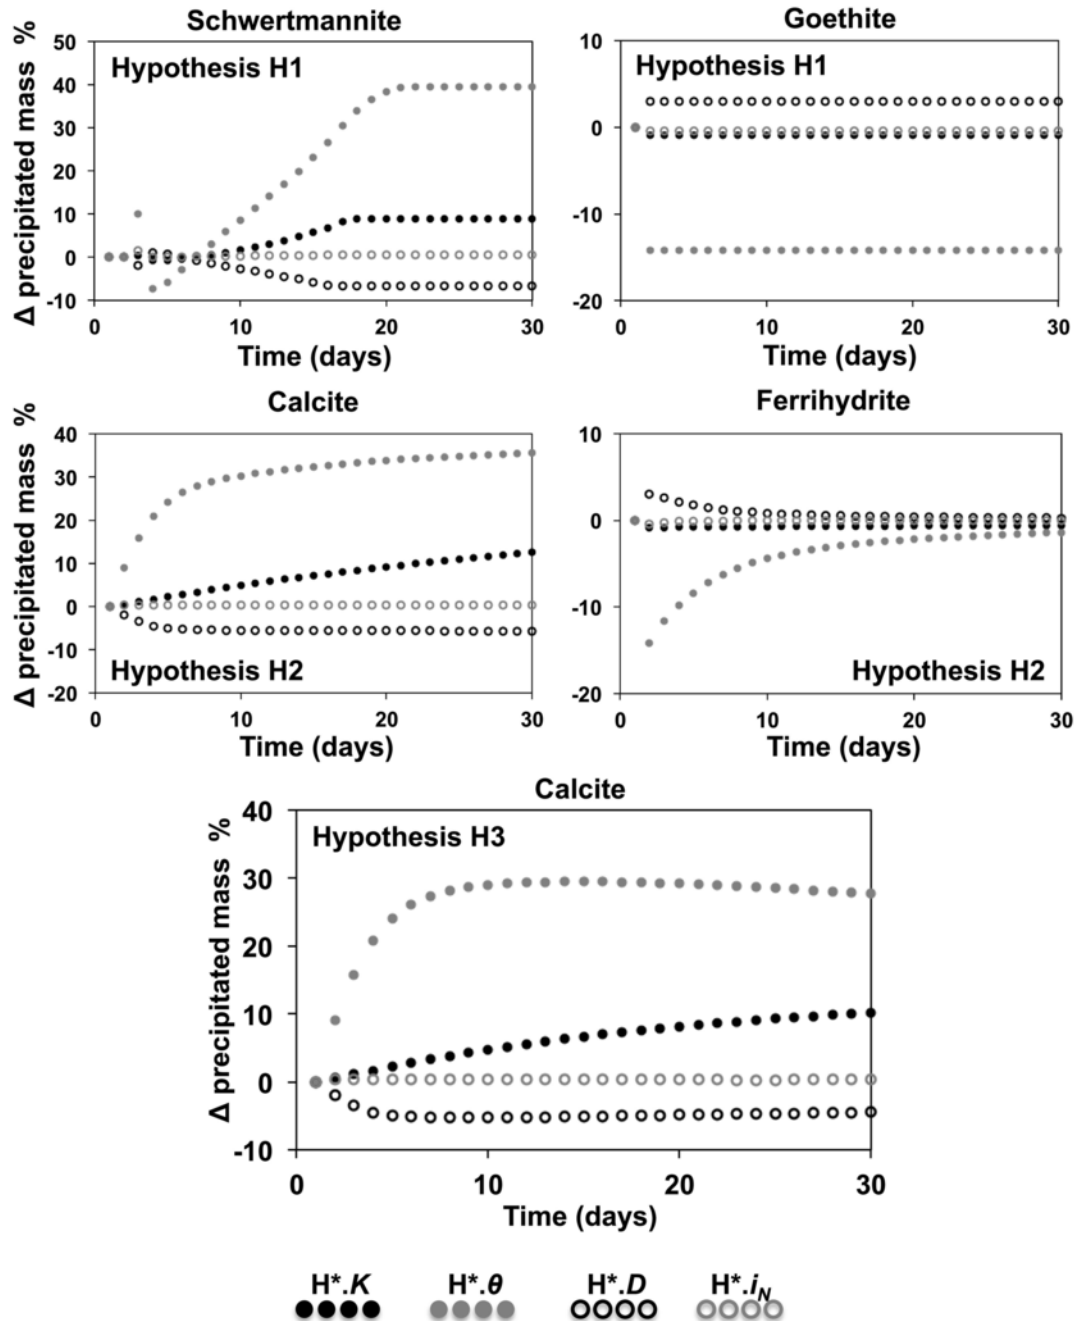 Schwertmannite
Δ precipitated mass %
50
40
30
20
10
0
-10
Hypothesis H1
0 10 20 30
Time (days)
Goethite
10
0
-10
-20
Hypothesis H1
0 10 20 30
Time (days)
Calcite
Δ precipitated mass %
40
30
20
10
0
-10
-20
Hypothesis H2
0 10 20 30
Time (days)
Ferrihydrite
10
0
-10
-20
Hypothesis H2
0 10 20 30
Time (days)
Calcite
Δ precipitated mass %
40
30
20
10
0
-10
Hypothesis H3
0 10 20 30
Time (days)
H*.K H*.θ H*.D H*.iN